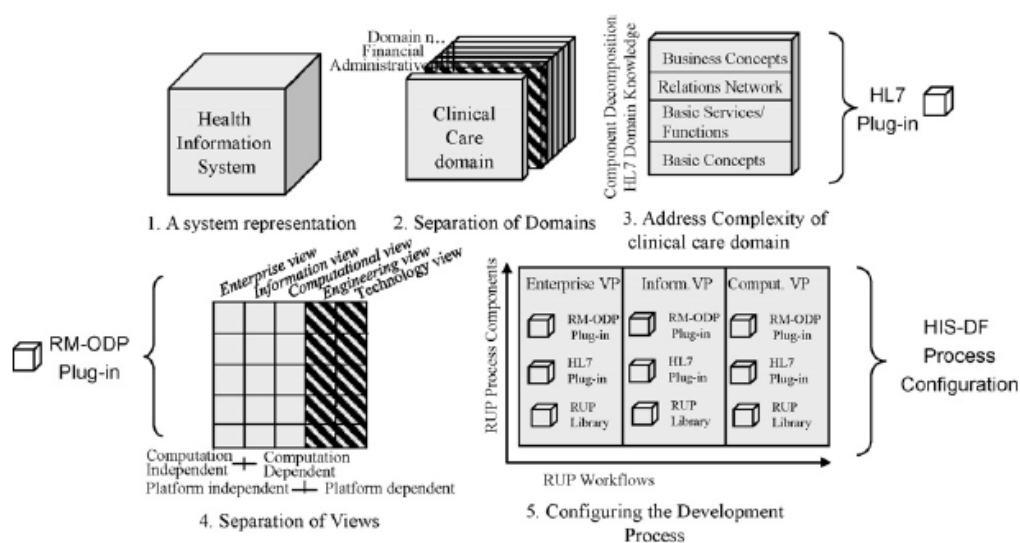 Domain n...
Financial
Administrative
Health
Information
System
Clinical
Care
domain
Component Decomposition
HL7 Domain Knowledge
Business Concepts
Relations Network
Basic Services/
Functions
Basic Concepts
HL7
Plug-in
1. A system representation
2. Separation of Domains
3. Address Complexity of
clinical care domain
RM-ODP
Plug-in
Enterprise view
Information view
Computational view
Engineering view
Technology view
Computation
Independent
Computation
Dependent
Platform independent
Platform dependent
4. Separation of Views
RUP Process Components
Enterprise VP
Inform. VP
Comput. VP
RM-ODP
Plug-in
RM-ODP
Plug-in
RM-ODP
Plug-in
HL7
Plug-in
HL7
Plug-in
HL7
Plug-in
RUP
Library
RUP
Library
RUP
Library
RUP Workflows
HIS-DF
Process
Configuration
5. Configuring the Development
Process